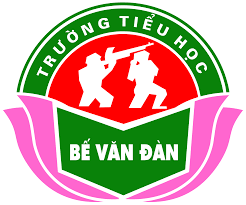 TRƯỜNG TIỂU HỌC
BẾ VĂN ĐÀN